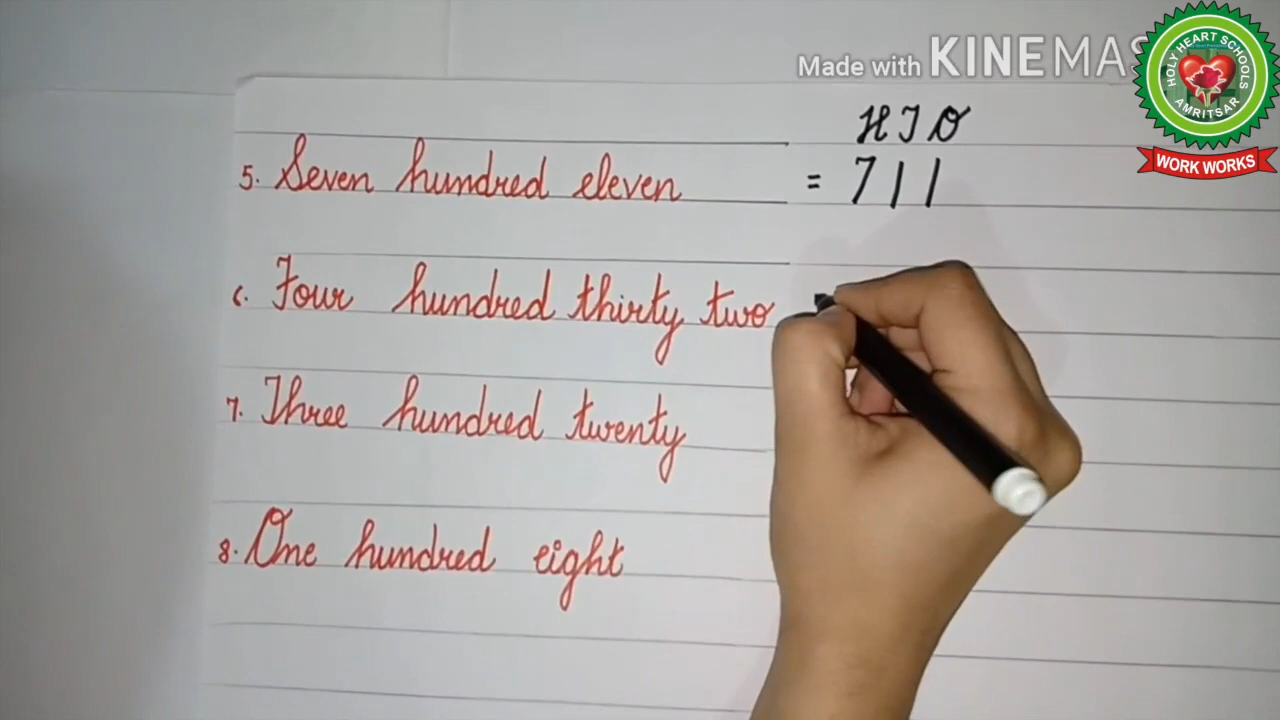 Made with KINEMAS
HOLY HEART SCHOOLS
AMRITSAR
WORK WORKS
H T O
5. Seven hundred eleven = 711
6. Four hundred thirty two
7. Three hundred twenty
8. One hundred eight